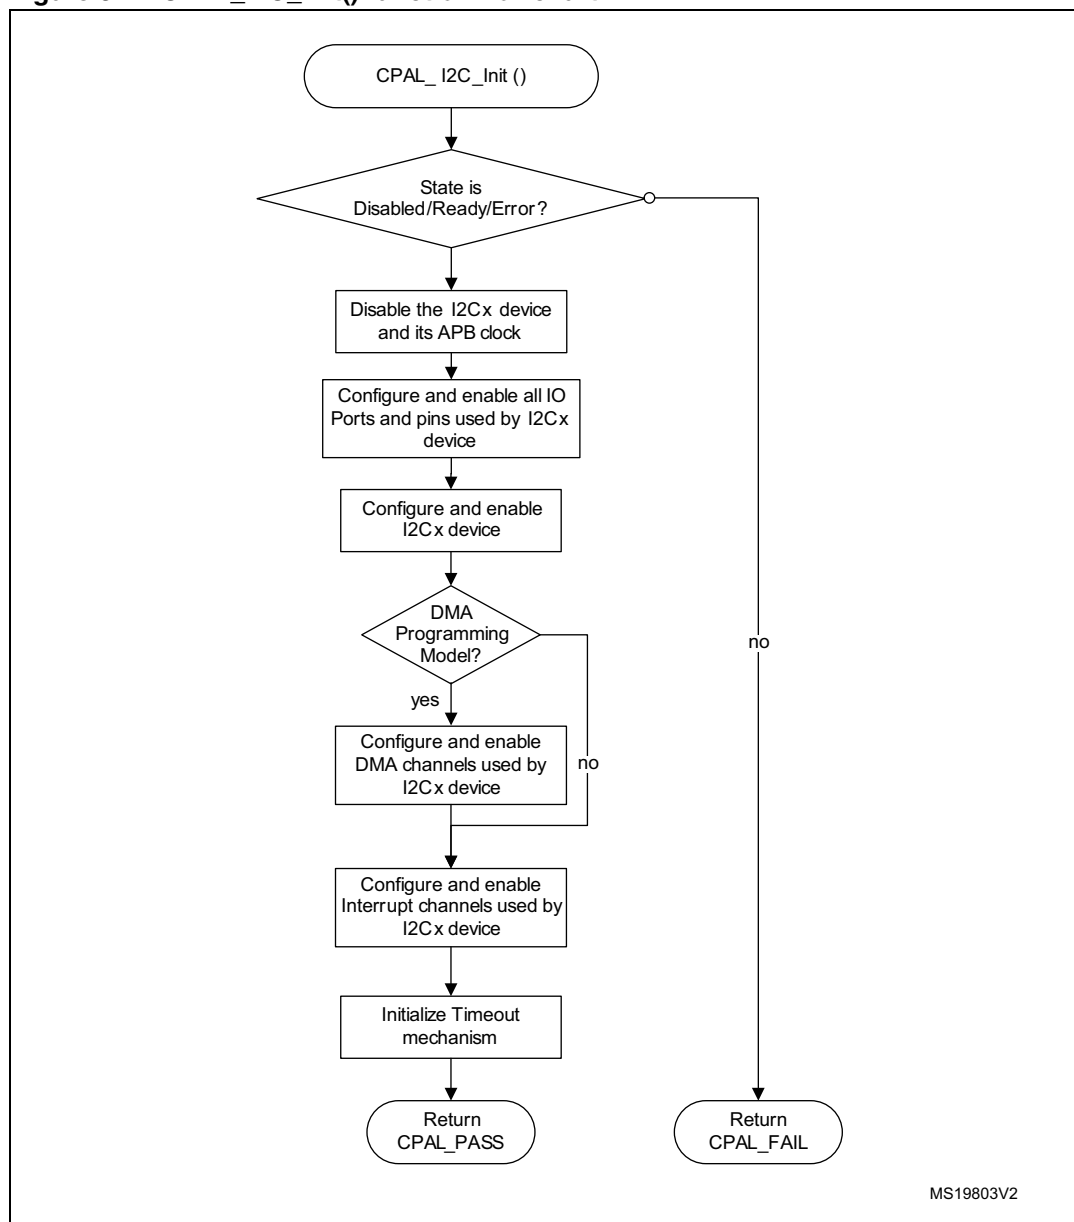 CPAL_ I2C_Init ()
State is
Disabled/Ready/Error?
Disable the I2Cx device
and its APB clock
Configure and enable all IO
Ports and pins used by I2Cx
device
Configure and enable
I2Cx device
DMA
Programming
Model?
no
yes
Configure and enable
DMA channels used by
I2Cx device
no
Configure and enable
Interrupt channels used by
I2Cx device
Initialize Timeout
mechanism
Return
CPAL_PASS
Return
CPAL_FAIL
MS19803V2